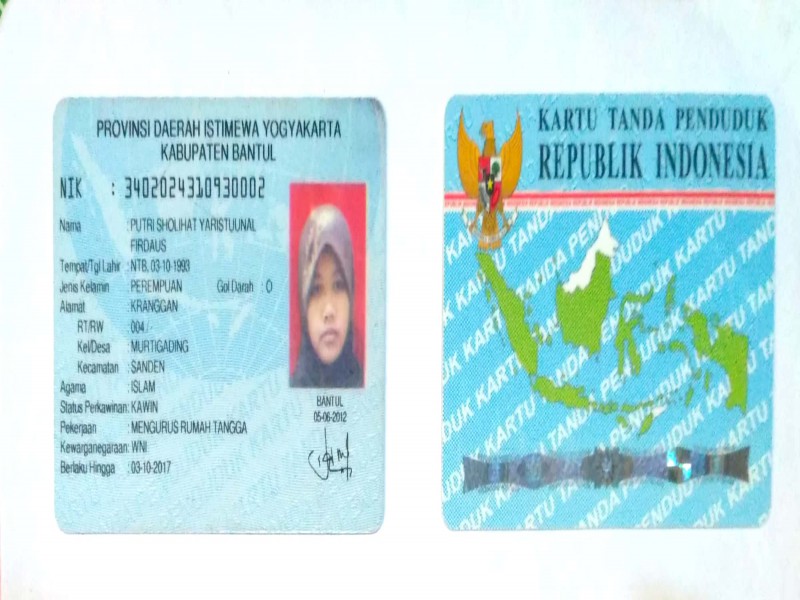 PROVINSI DAERAH ISTIMEWA YOGYAKARTA
KABUPATEN BANTUL
NIK : 3402024310930002
Nama : PUTRI SHOLIHAT YARISTUUNAL
FIRDAUS
Tempat/Tgl Lahir : NTB, 03-10-1993
Jenis Kelamin : PEREMPUAN Gol Darah : O
Alamat : KRANGGAN
RT/RW : 004/-
Kel/Desa : MURTIGADING
Kecamatan : SANDEN
Agama : ISLAM
Status Perkawinan: KAWIN
Pekerjaan : MENGURUS RUMAH TANGGA
Kewarganegaraan: WNI
Berlaku Hingga : 03-10-2017
BANTUL
05-06-2012
KARTU TANDA PENDUDUK
REPUBLIK INDONESIA